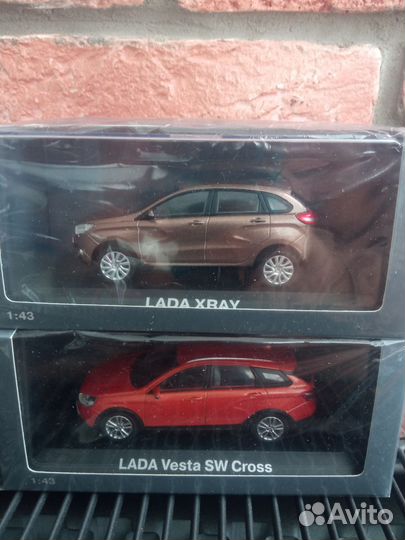 LADA XRAY
1:43
LADA Vesta SW Cross
1:43
Avito